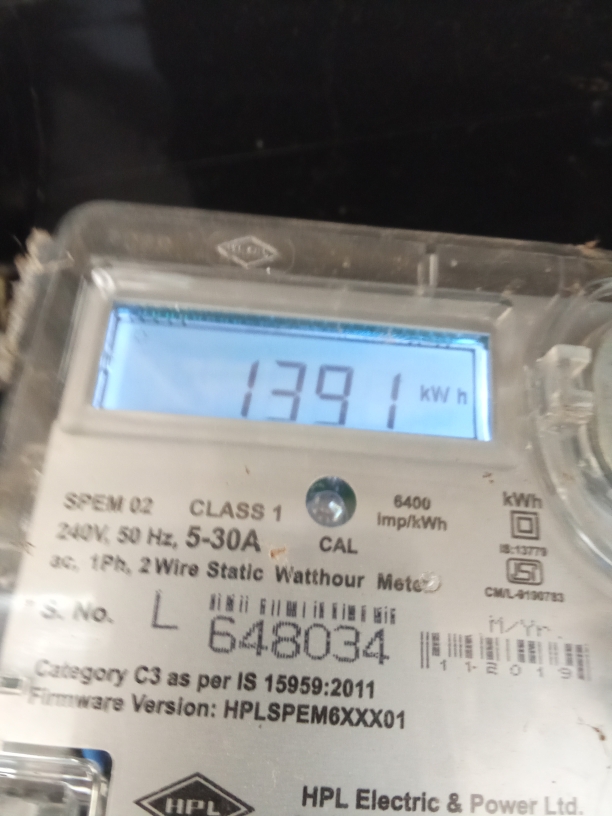 1391 kWh
SPEM 02 CLASS 1 6400 kWh
240V, 50 Hz, 5-30A imp/kWh
CAL IS:13779
ac, 1Ph, 2Wire Static Watthour Meter
CM/L-9190783
S. No. L 648034 M/Yr.
11-2019
Category C3 as per IS 15959:2011
Firmware Version: HPLSPEM6XXX01
HPL HPL Electric & Power Ltd.